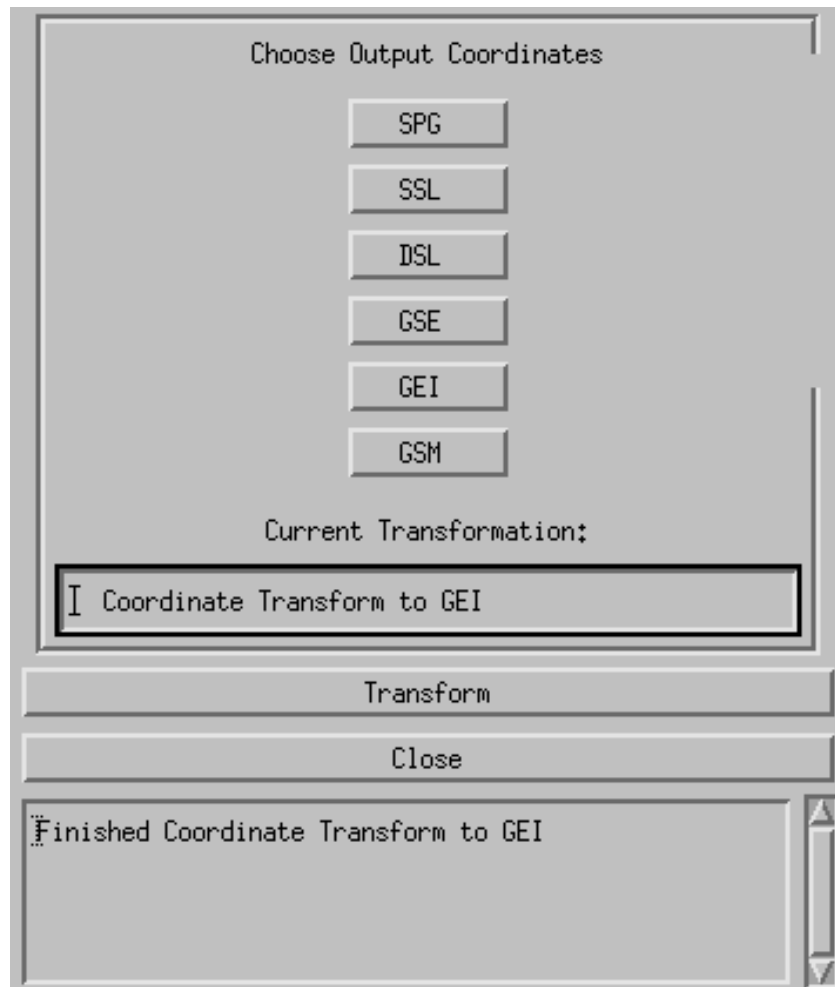 Choose Output Coordinates
SPG
SSL
DSL
GSE
GEI
GSM
Current Transformation:
Coordinate Transform to GEI
Transform
Close
Finished Coordinate Transform to GEI